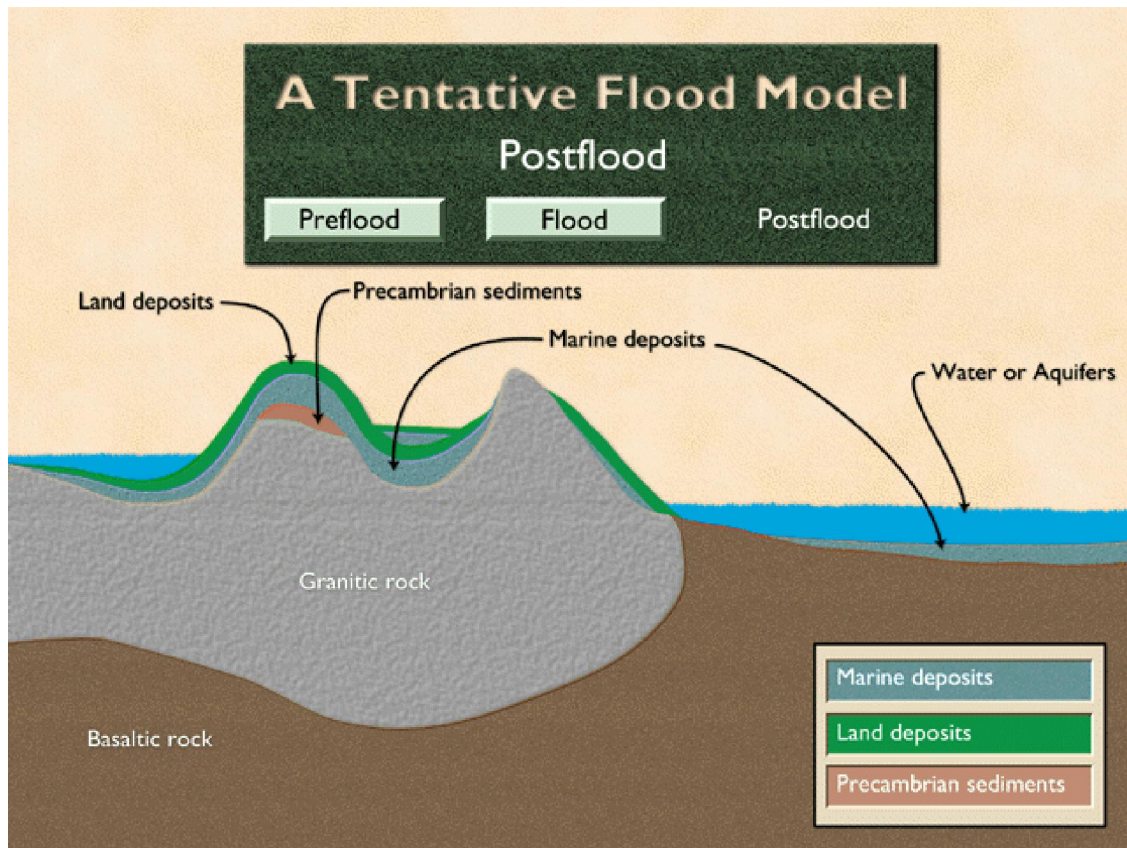 A Tentative Flood Model
Postflood
Preflood
Flood
Postflood
Land deposits
Precambrian sediments
Marine deposits
Water or Aquifers
Granitic rock
Basaltic rock
Marine deposits
Land deposits
Precambrian sediments